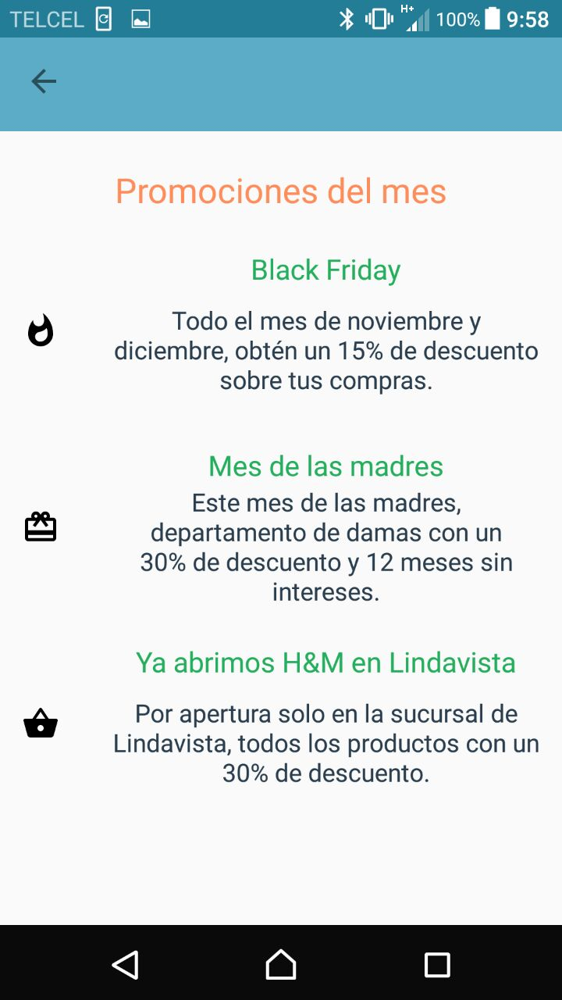 TELCEL H+ 100% 9:58
Promociones del mes
Black Friday
Todo el mes de noviembre y
diciembre, obtén un 15% de descuento
sobre tus compras.
Mes de las madres
Este mes de las madres,
departamento de damas con un
30% de descuento y 12 meses sin
intereses.
Ya abrimos H&M en Lindavista
Por apertura solo en la sucursal de
Lindavista, todos los productos con un
30% de descuento.